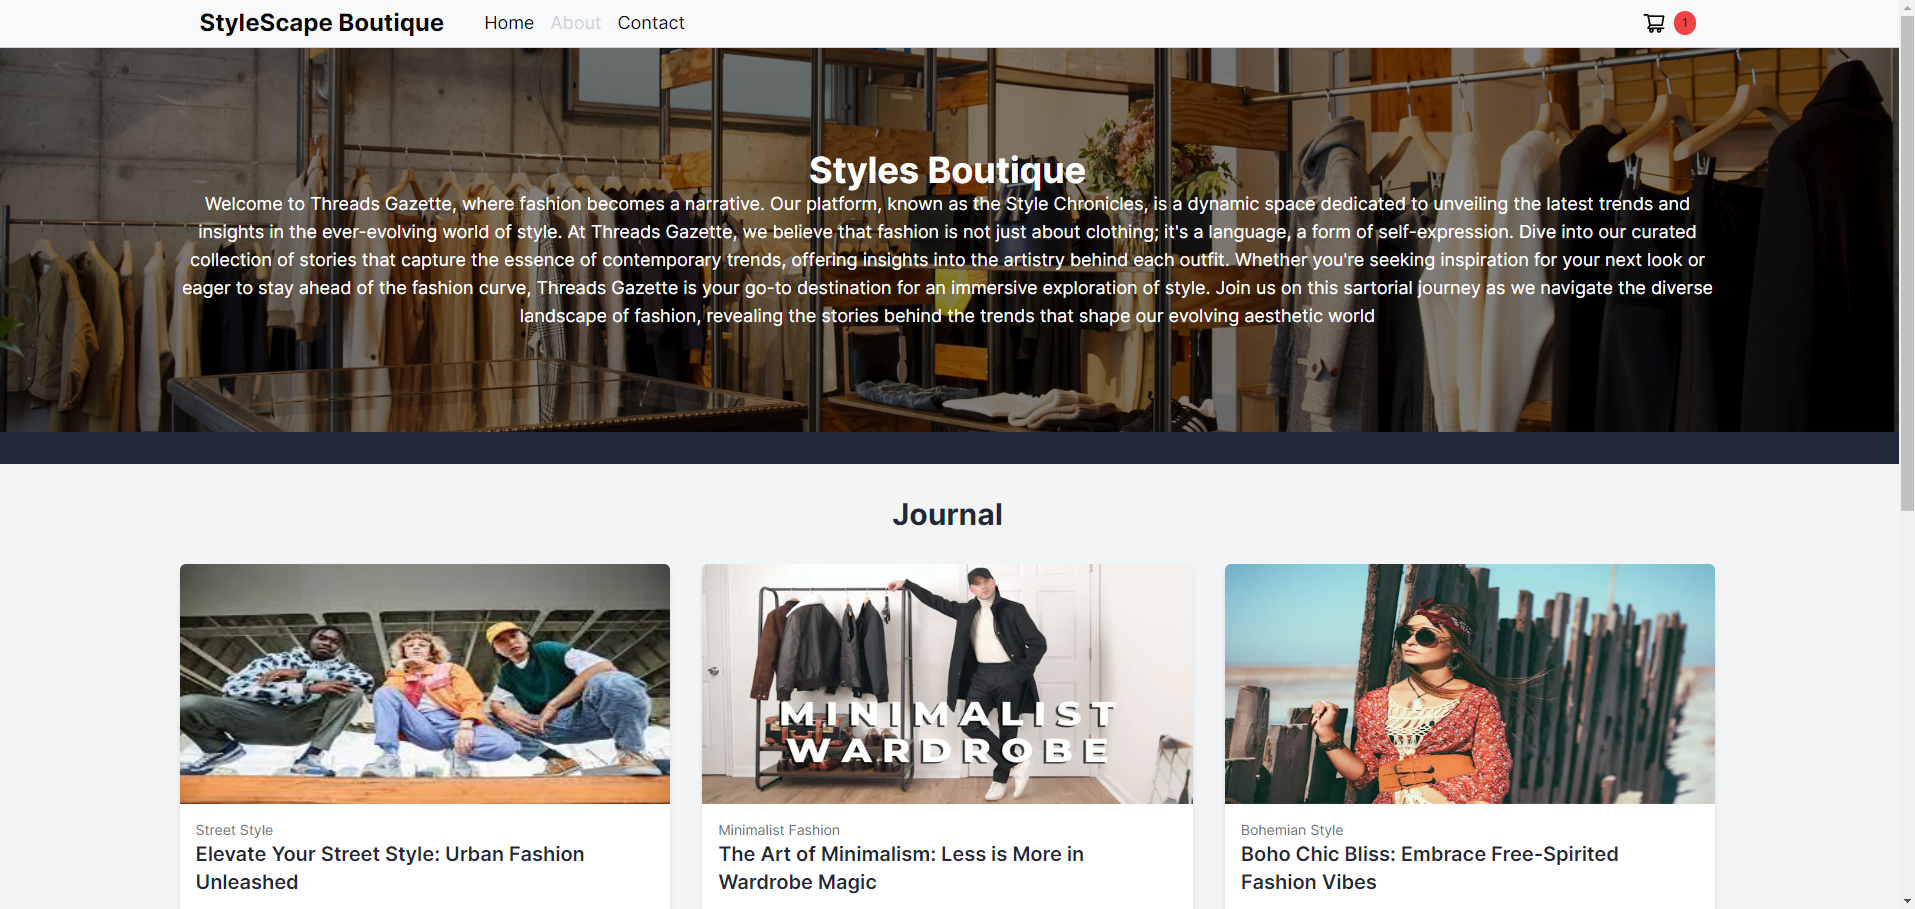 StyleScape Boutique
Home
About
Contact
1
Styles Boutique
Welcome to Threads Gazette, where fashion becomes a narrative. Our platform, known as the Style Chronicles, is a dynamic space dedicated to unveiling the latest trends and
insights in the ever-evolving world of style. At Threads Gazette, we believe that fashion is not just about clothing; it's a language, a form of self-expression. Dive into our curated
collection of stories that capture the essence of contemporary trends, offering insights into the artistry behind each outfit. Whether you're seeking inspiration for your next look or
eager to stay ahead of the fashion curve, Threads Gazette is your go-to destination for an immersive exploration of style. Join us on this sartorial journey as we navigate the diverse
landscape of fashion, revealing the stories behind the trends that shape our evolving aesthetic world
Journal
MINIMALIST
WARDROBE
Street Style
Elevate Your Street Style: Urban Fashion
Unleashed
Minimalist Fashion
The Art of Minimalism: Less is More in
Wardrobe Magic
Bohemian Style
Boho Chic Bliss: Embrace Free-Spirited
Fashion Vibes